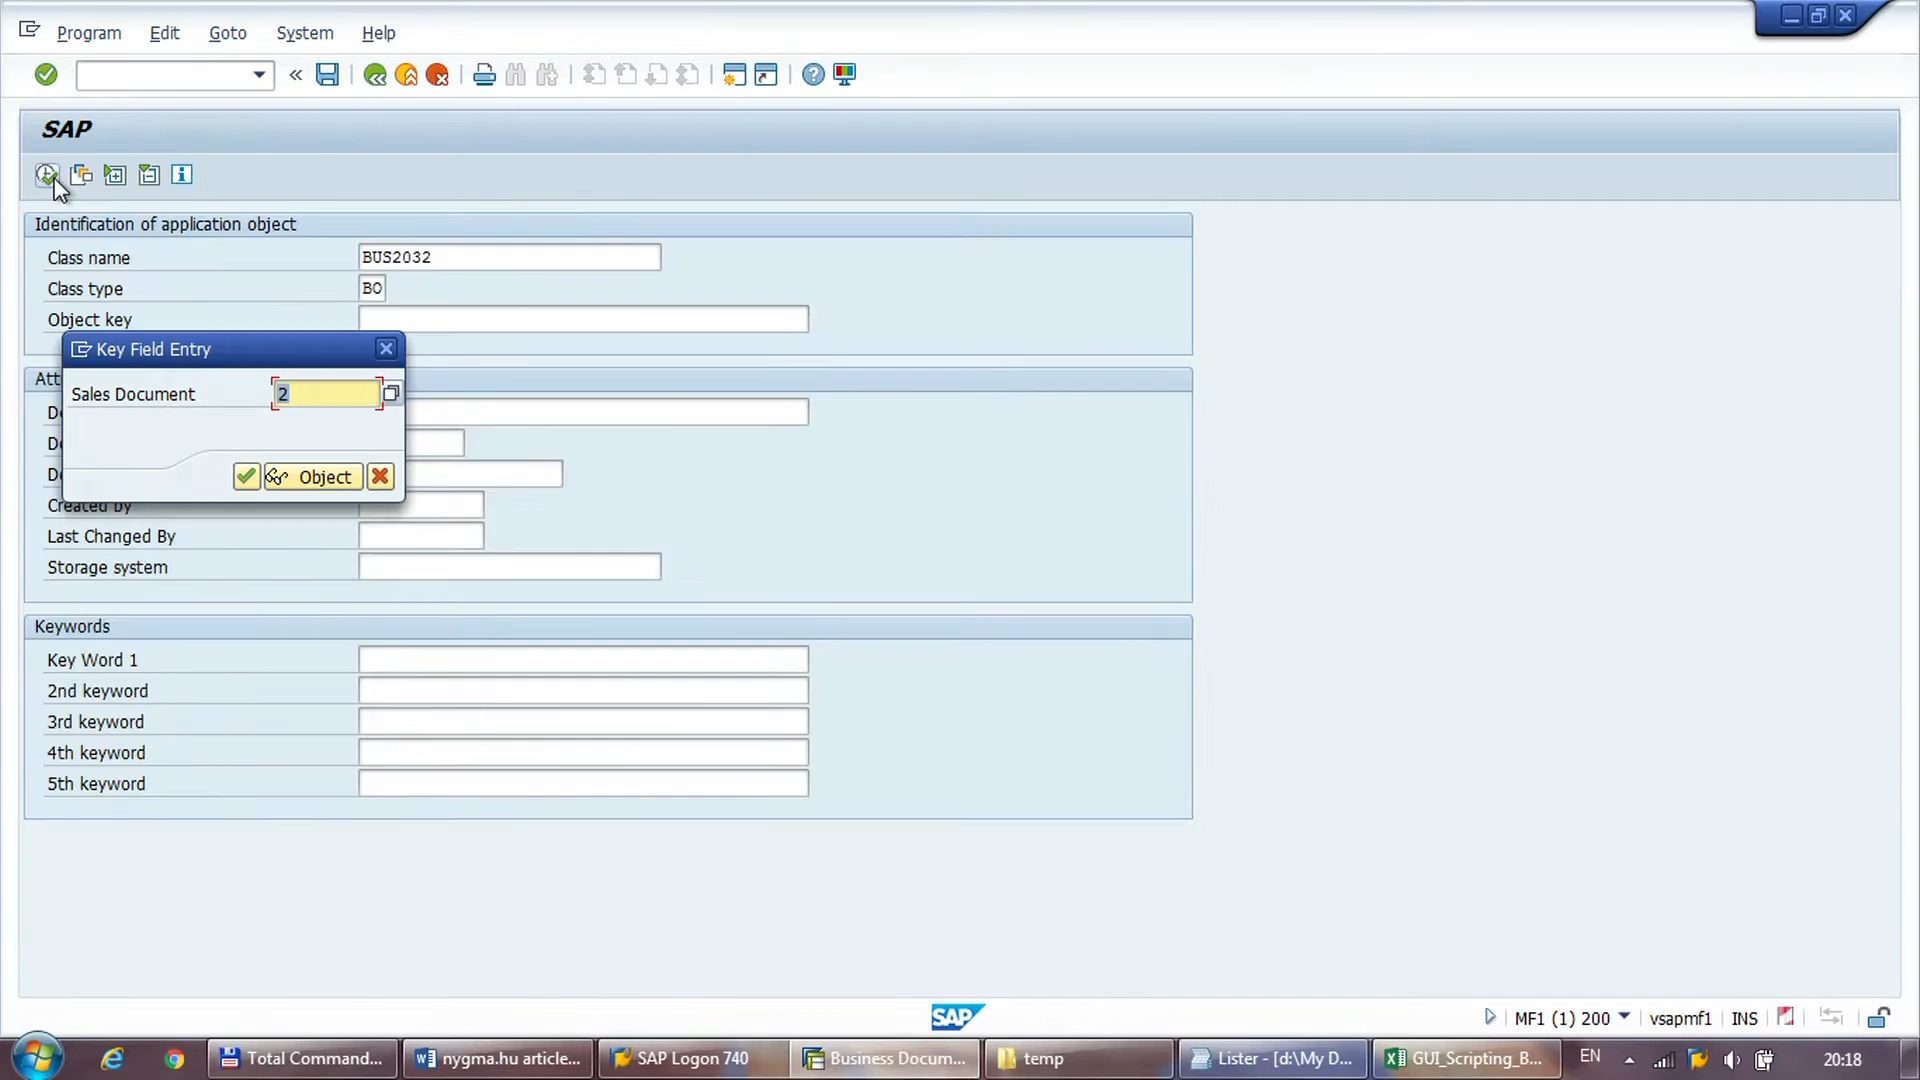 Program Edit Goto System Help
SAP
Identification of application object
Class name BUS2032
Class type BO
Object key
Key Field Entry
Att
Sales Document 2
Do
Do
Do
Object
Created by
Last Changed By
Storage system
Keywords
Key Word 1
2nd keyword
3rd keyword
4th keyword
5th keyword
SAP MF1 (1) 200 vsapmf1 INS
Total Command... nygma.hu article... SAP Logon 740 Business Docum... temp Lister - [d:\My D... GUI_Scripting_B... EN 20:18